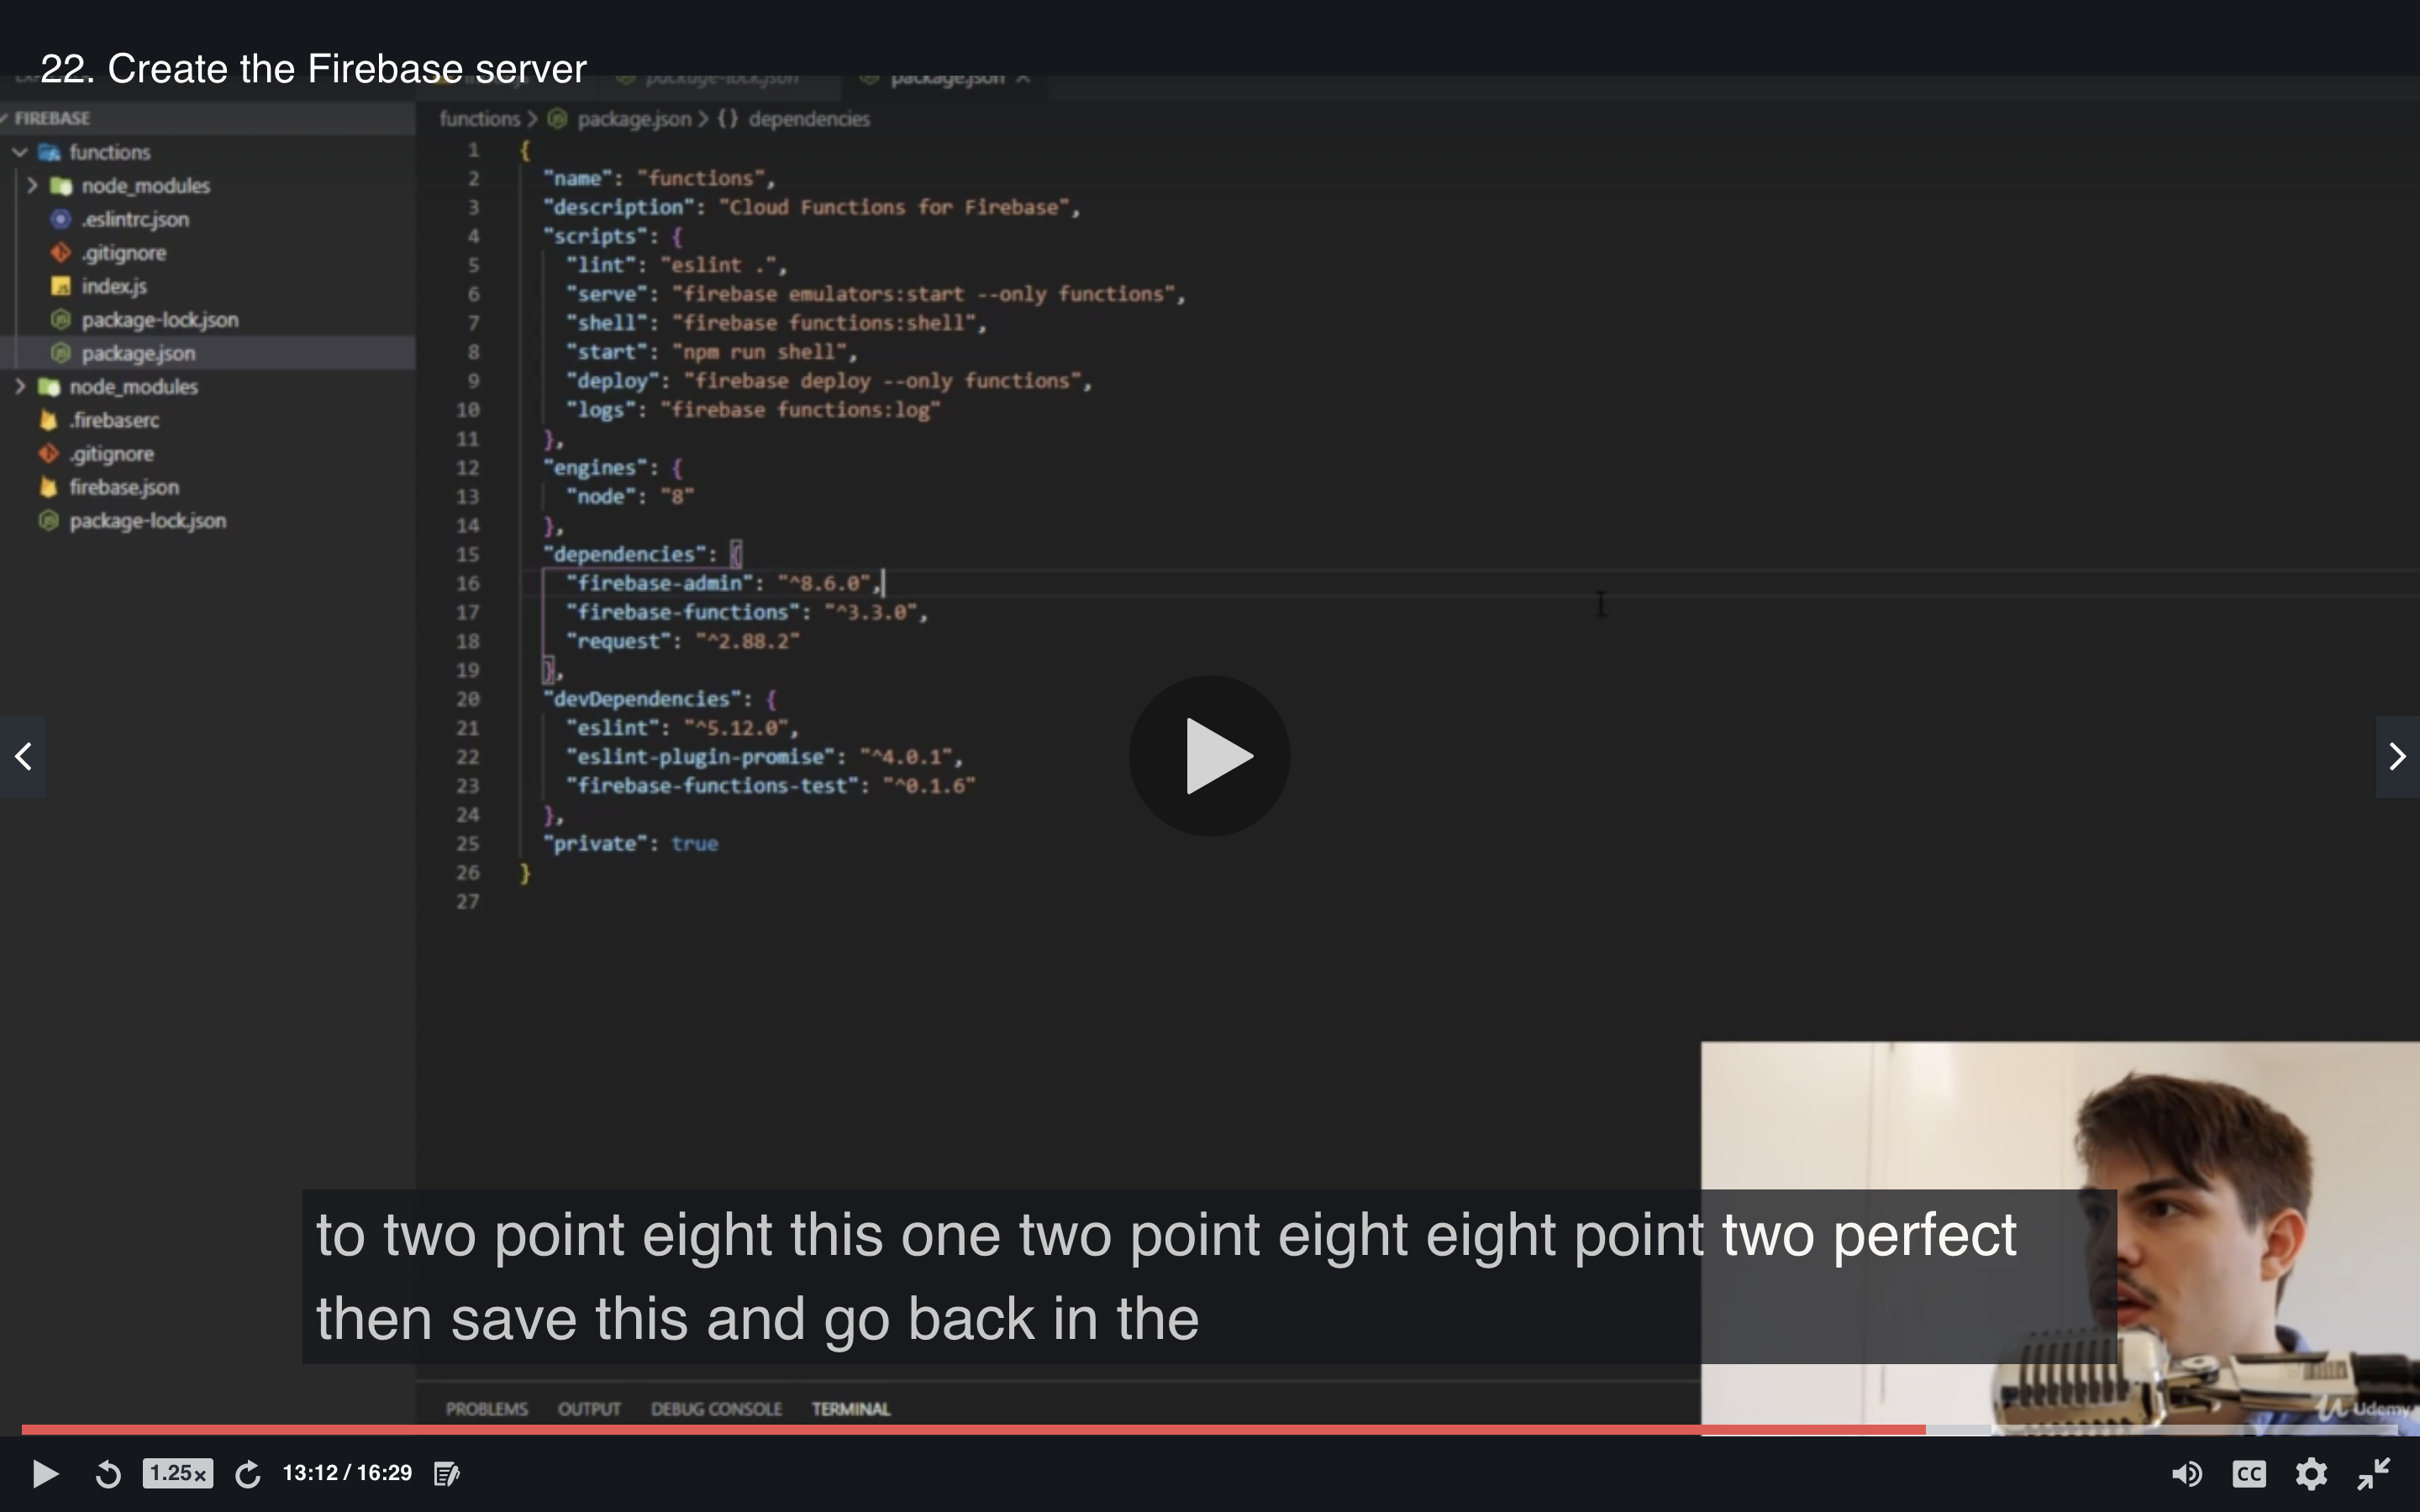 22. Create the Firebase server
package-lock.json
package.json
FIREBASE
functions
node_modules
.eslintrc.json
.gitignore
index.js
package-lock.json
package.json
node_modules
.firebaserc
.gitignore
firebase.json
package-lock.json
functions > package.json > {} dependencies
1 {
2 "name": "functions",
3 "description": "Cloud Functions for Firebase",
4 "scripts": {
5 "lint": "eslint .",
6 "serve": "firebase emulators:start --only functions",
7 "shell": "firebase functions:shell",
8 "start": "npm run shell",
9 "deploy": "firebase deploy --only functions",
10 "logs": "firebase functions:log"
11 },
12 "engines": {
13 "node": "8"
14 },
15 "dependencies": {
16 "firebase-admin": "^8.6.0",
17 "firebase-functions": "^3.3.0",
18 "request": "^2.88.2"
19 },
20 "devDependencies": {
21 "eslint": "^5.12.0",
22 "eslint-plugin-promise": "^4.0.1",
23 "firebase-functions-test": "^0.1.6"
24 },
25 "private": true
26 }
27
to two point eight this one two point eight eight point two perfect
then save this and go back in the
PROBLEMS OUTPUT DEBUG CONSOLE TERMINAL
Udemy
1.25x 13:12 / 16:29 CC